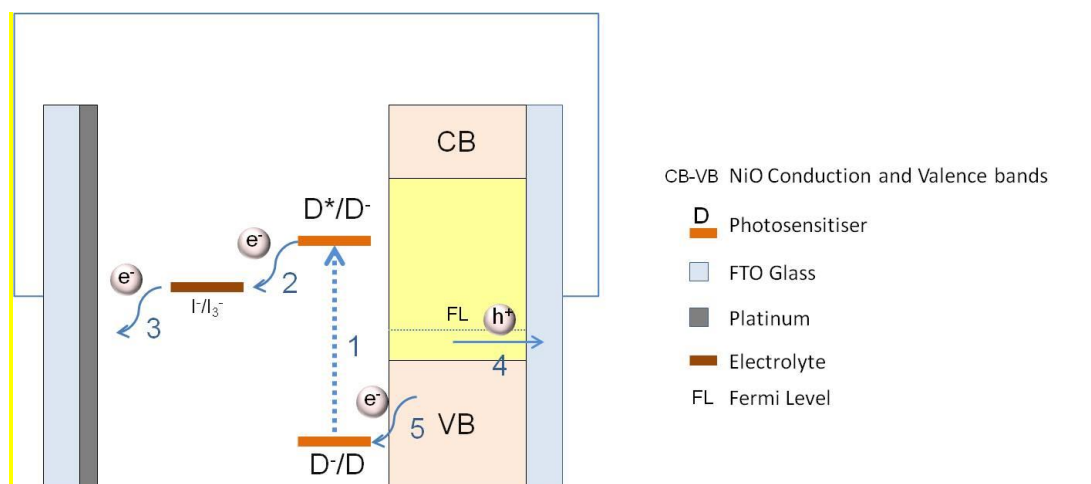 CB
D*/D-
e-
e-
2
I-/I3-
3
FL
h+
1
4
e-
5
VB
D-/D
CB-VB NiO Conduction and Valence bands
D Photosensitiser
FTO Glass
Platinum
Electrolyte
FL Fermi Level